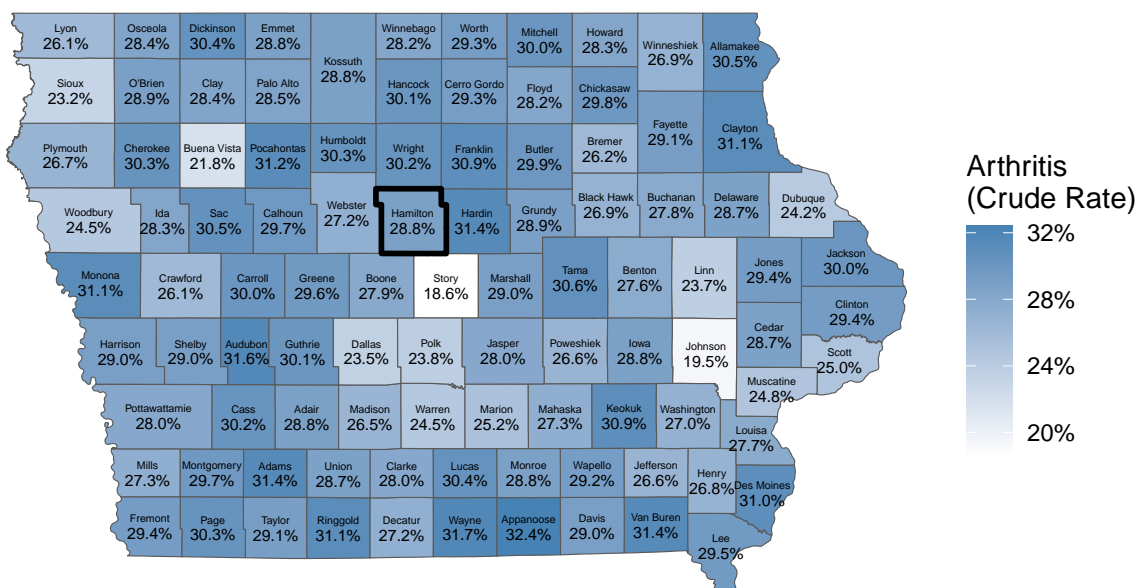 Lyon
26.1%
Osceola
28.4%
Dickinson
30.4%
Emmet
28.8%
Kossuth
28.8%
Winnebago
28.2%
Worth
29.3%
Mitchell
30.0%
Howard
28.3%
Winneshiek
26.9%
Allamakee
30.5%
Sioux
23.2%
O'Brien
28.9%
Clay
28.4%
Palo Alto
28.5%
Hancock
30.1%
Cerro Gordo
29.3%
Floyd
28.2%
Chickasaw
29.8%
Fayette
29.1%
Clayton
31.1%
Plymouth
26.7%
Cherokee
30.3%
Buena Vista
21.8%
Pocahontas
31.2%
Humboldt
30.3%
Wright
30.2%
Franklin
30.9%
Butler
29.9%
Bremer
26.2%
Woodbury
24.5%
Ida
28.3%
Sac
30.5%
Calhoun
29.7%
Webster
27.2%
Hamilton
28.8%
Hardin
31.4%
Grundy
28.9%
Black Hawk
26.9%
Buchanan
27.8%
Delaware
28.7%
Dubuque
24.2%
Monona
31.1%
Crawford
26.1%
Carroll
30.0%
Greene
29.6%
Boone
27.9%
Story
18.6%
Marshall
29.0%
Tama
30.6%
Benton
27.6%
Linn
23.7%
Jones
29.4%
Jackson
30.0%
Clinton
29.4%
Harrison
29.0%
Shelby
29.0%
Audubon
31.6%
Guthrie
30.1%
Dallas
23.5%
Polk
23.8%
Jasper
28.0%
Poweshiek
26.6%
Iowa
28.8%
Johnson
19.5%
Cedar
28.7%
Scott
25.0%
Muscatine
24.8%
Pottawattamie
28.0%
Cass
30.2%
Adair
28.8%
Madison
26.5%
Warren
24.5%
Marion
25.2%
Mahaska
27.3%
Keokuk
30.9%
Washington
27.0%
Louisa
27.7%
Mills
27.3%
Montgomery
29.7%
Adams
31.4%
Union
28.7%
Clarke
28.0%
Lucas
30.4%
Monroe
28.8%
Wapello
29.2%
Jefferson
26.6%
Henry
26.8%
Des Moines
31.0%
Fremont
29.4%
Page
30.3%
Taylor
29.1%
Ringgold
31.1%
Decatur
27.2%
Wayne
31.7%
Appanoose
32.4%
Davis
29.0%
Van Buren
31.4%
Lee
29.5%
Arthritis
(Crude Rate)
32%
28%
24%
20%